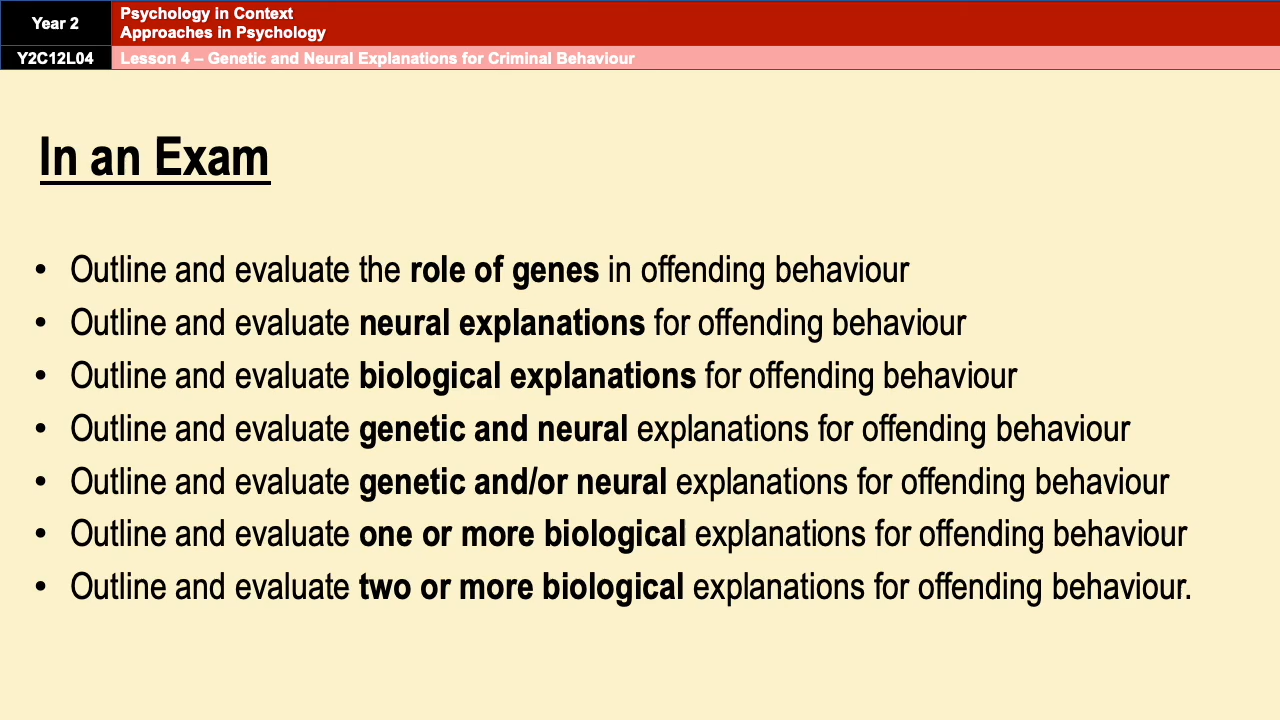 Year 2
Psychology in Context
Approaches in Psychology
Y2C12L04
Lesson 4 – Genetic and Neural Explanations for Criminal Behaviour
In an Exam
• Outline and evaluate the role of genes in offending behaviour
• Outline and evaluate neural explanations for offending behaviour
• Outline and evaluate biological explanations for offending behaviour
• Outline and evaluate genetic and neural explanations for offending behaviour
• Outline and evaluate genetic and/or neural explanations for offending behaviour
• Outline and evaluate one or more biological explanations for offending behaviour
• Outline and evaluate two or more biological explanations for offending behaviour.